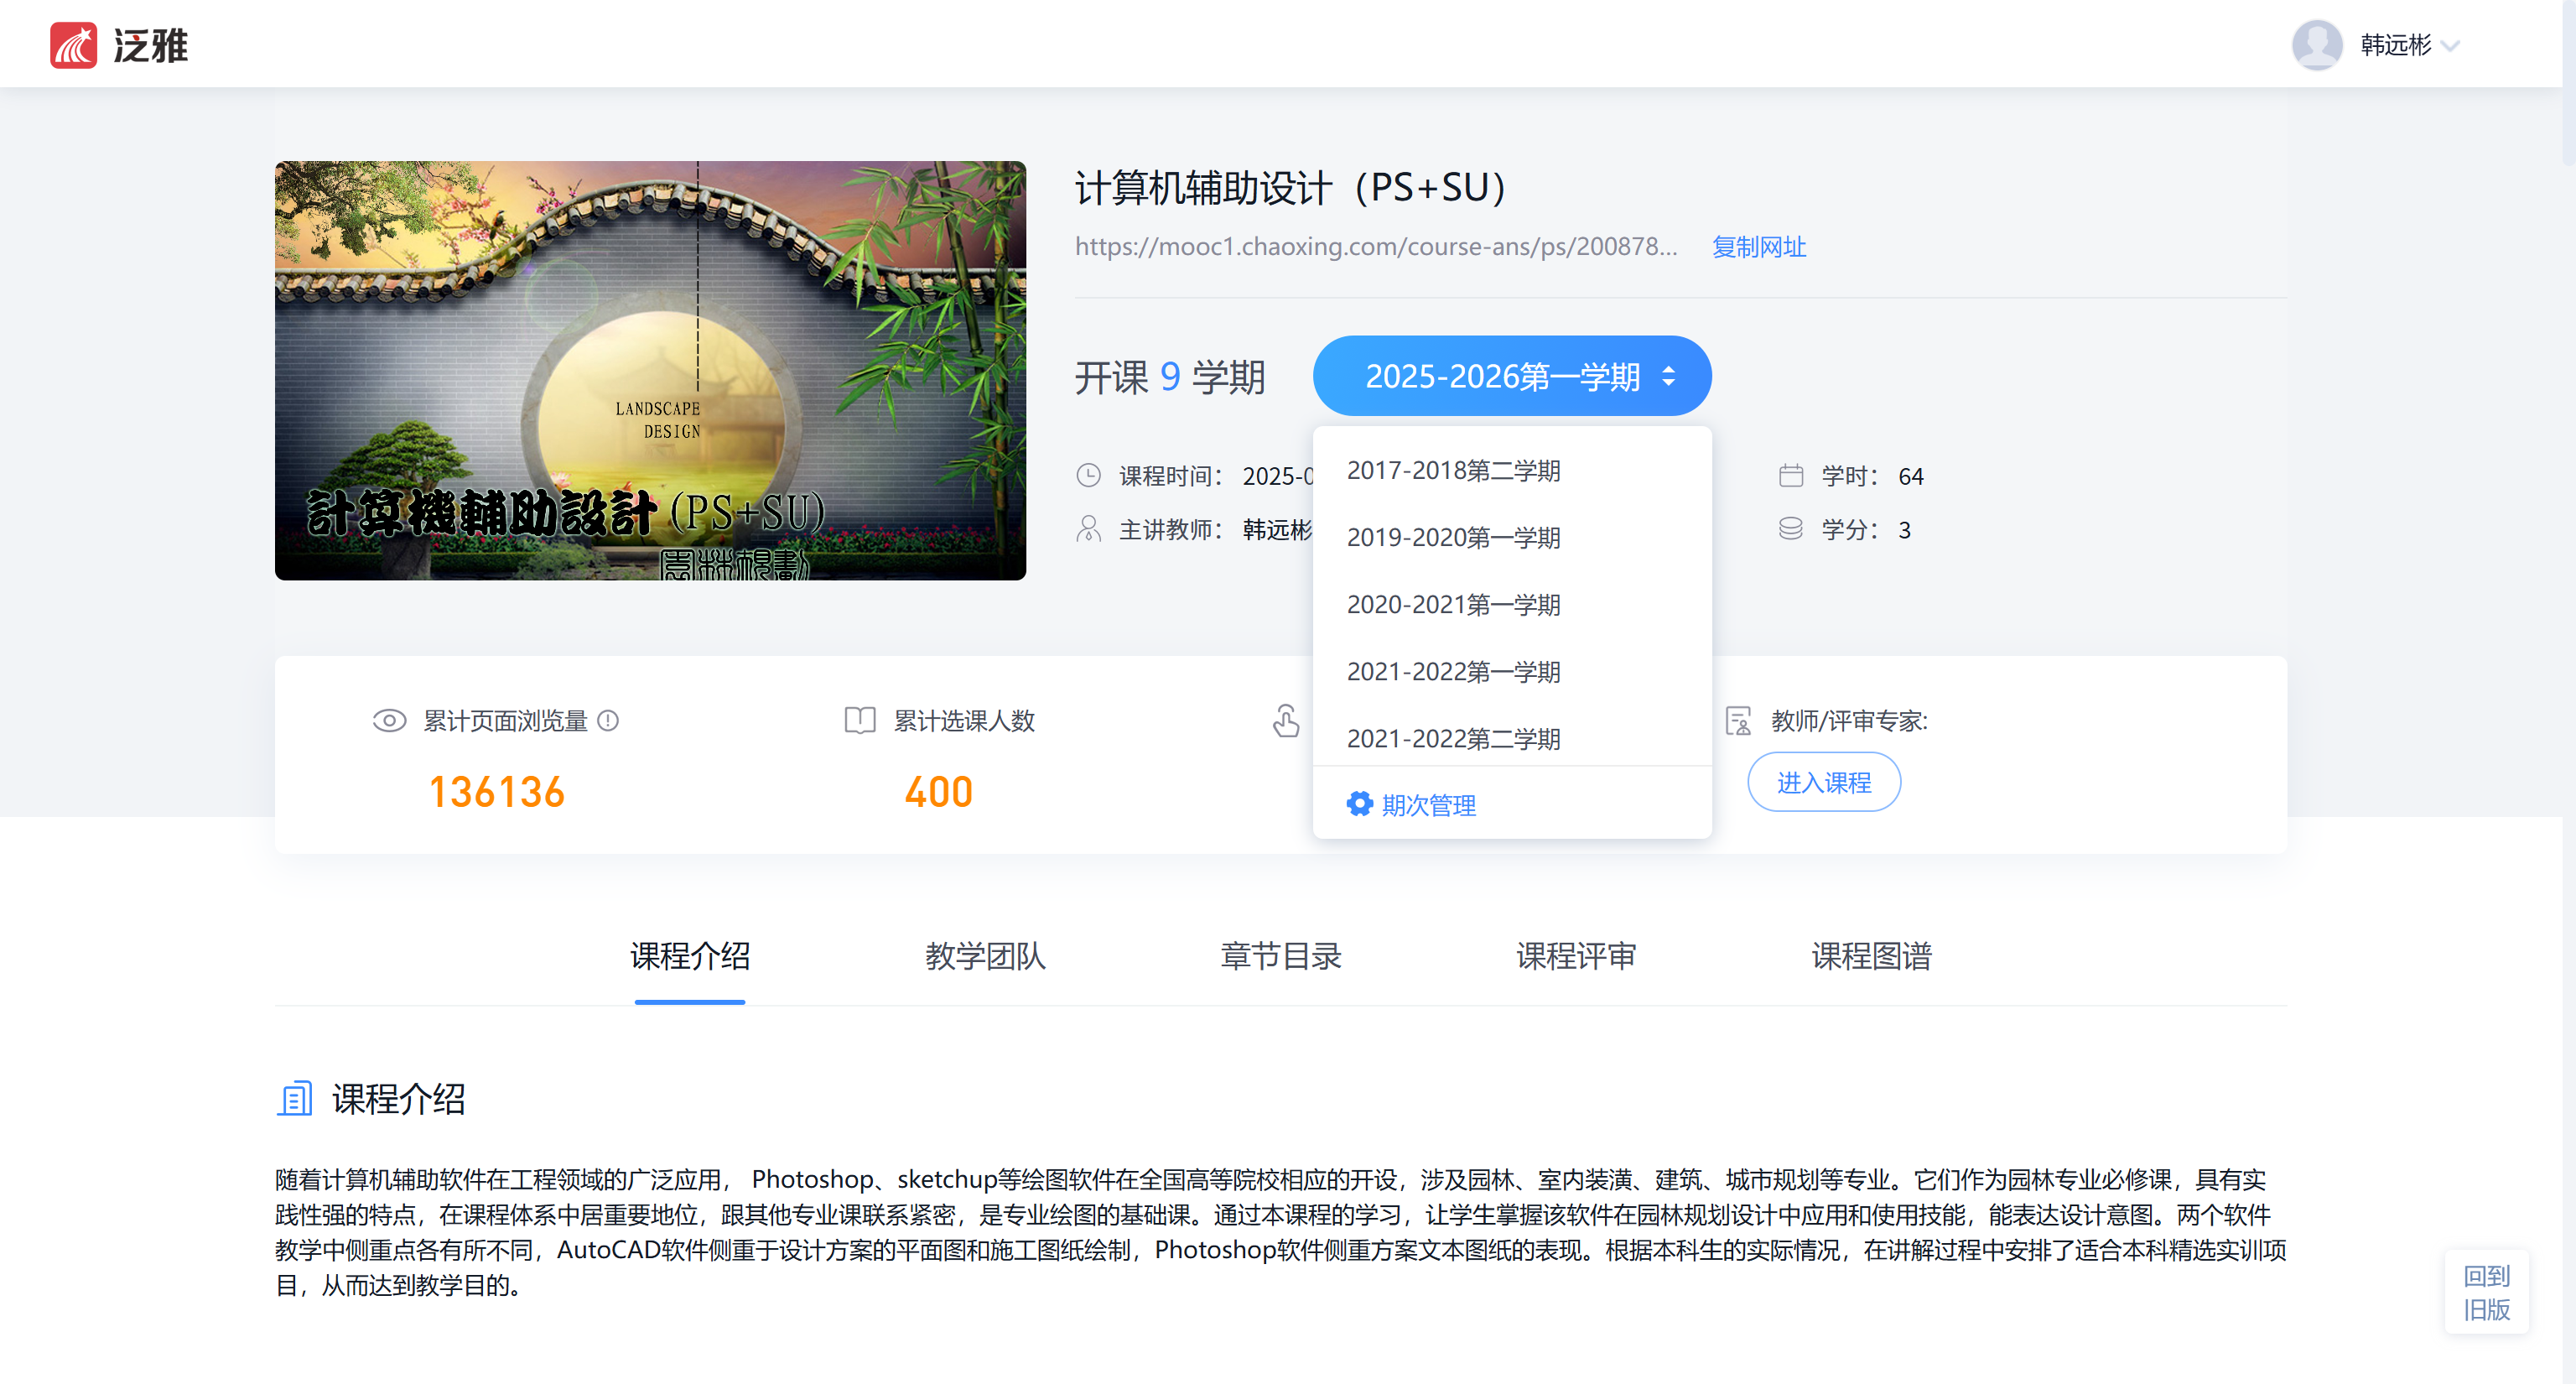 泛雅
韩远彬
LANDSCAPE
DESIGN
計算機輔助設計(PS+SU)
计算机辅助设计（PS+SU）
https://mooc1.chaoxing.com/course-ans/ps/200878... 复制网址
开课 9 学期 2025-2026第一学期
课程时间： 2025-0
学时： 64
主讲教师： 韩远彬
学分： 3
2017-2018第二学期
2019-2020第一学期
2020-2021第一学期
2021-2022第一学期
2021-2022第二学期
期次管理
累计页面浏览量
136136
累计选课人数
400
教师/评审专家:
进入课程
课程介绍 教学团队 章节目录 课程评审 课程图谱
课程介绍
随着计算机辅助软件在工程领域的广泛应用， Photoshop、sketchup等绘图软件在全国高等院校相应的开设，涉及园林、室内装潢、建筑、城市规划等专业。它们作为园林专业必修课，具有实
践性强的特点，在课程体系中居重要地位，跟其他专业课联系紧密，是专业绘图的基础课。通过本课程的学习，让学生掌握该软件在园林规划设计中应用和使用技能，能表达设计意图。两个软件
教学中侧重点各有所不同，AutoCAD软件侧重于设计方案的平面图和施工图纸绘制，Photoshop软件侧重方案文本图纸的表现。根据本科生的实际情况，在讲解过程中安排了适合本科精选实训项
目，从而达到教学目的。
回到
旧版